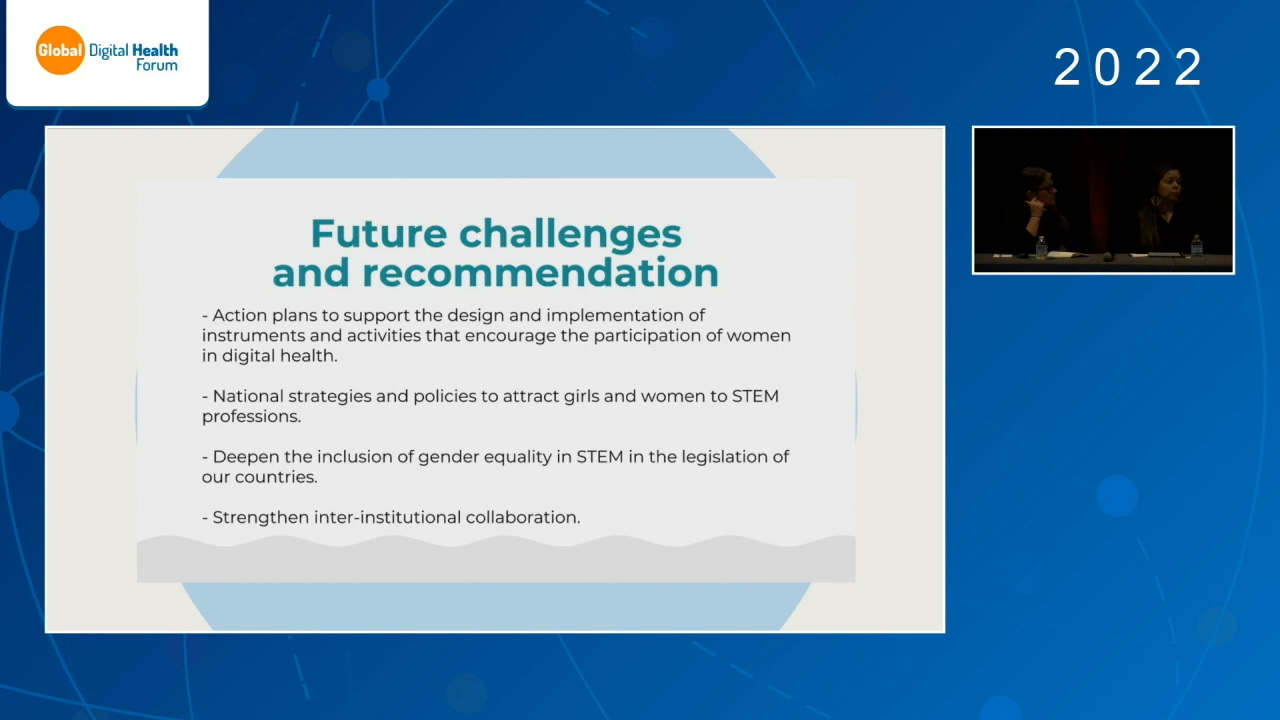 Global Digital Health
Forum
2022
Future challenges
and recommendation
- Action plans to support the design and implementation of
instruments and activities that encourage the participation of women
in digital health.
- National strategies and policies to attract girls and women to STEM
professions.
- Deepen the inclusion of gender equality in STEM in the legislation of
our countries.
- Strengthen inter-institutional collaboration.